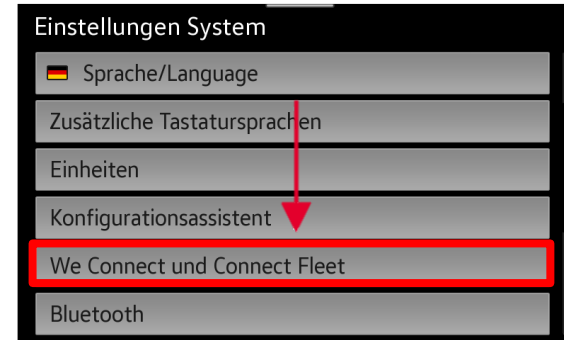 Einstellungen System
Sprache/Language
Zusätzliche Tastatursprachen
Einheiten
Konfigurationsassistent
We Connect und Connect Fleet
Bluetooth